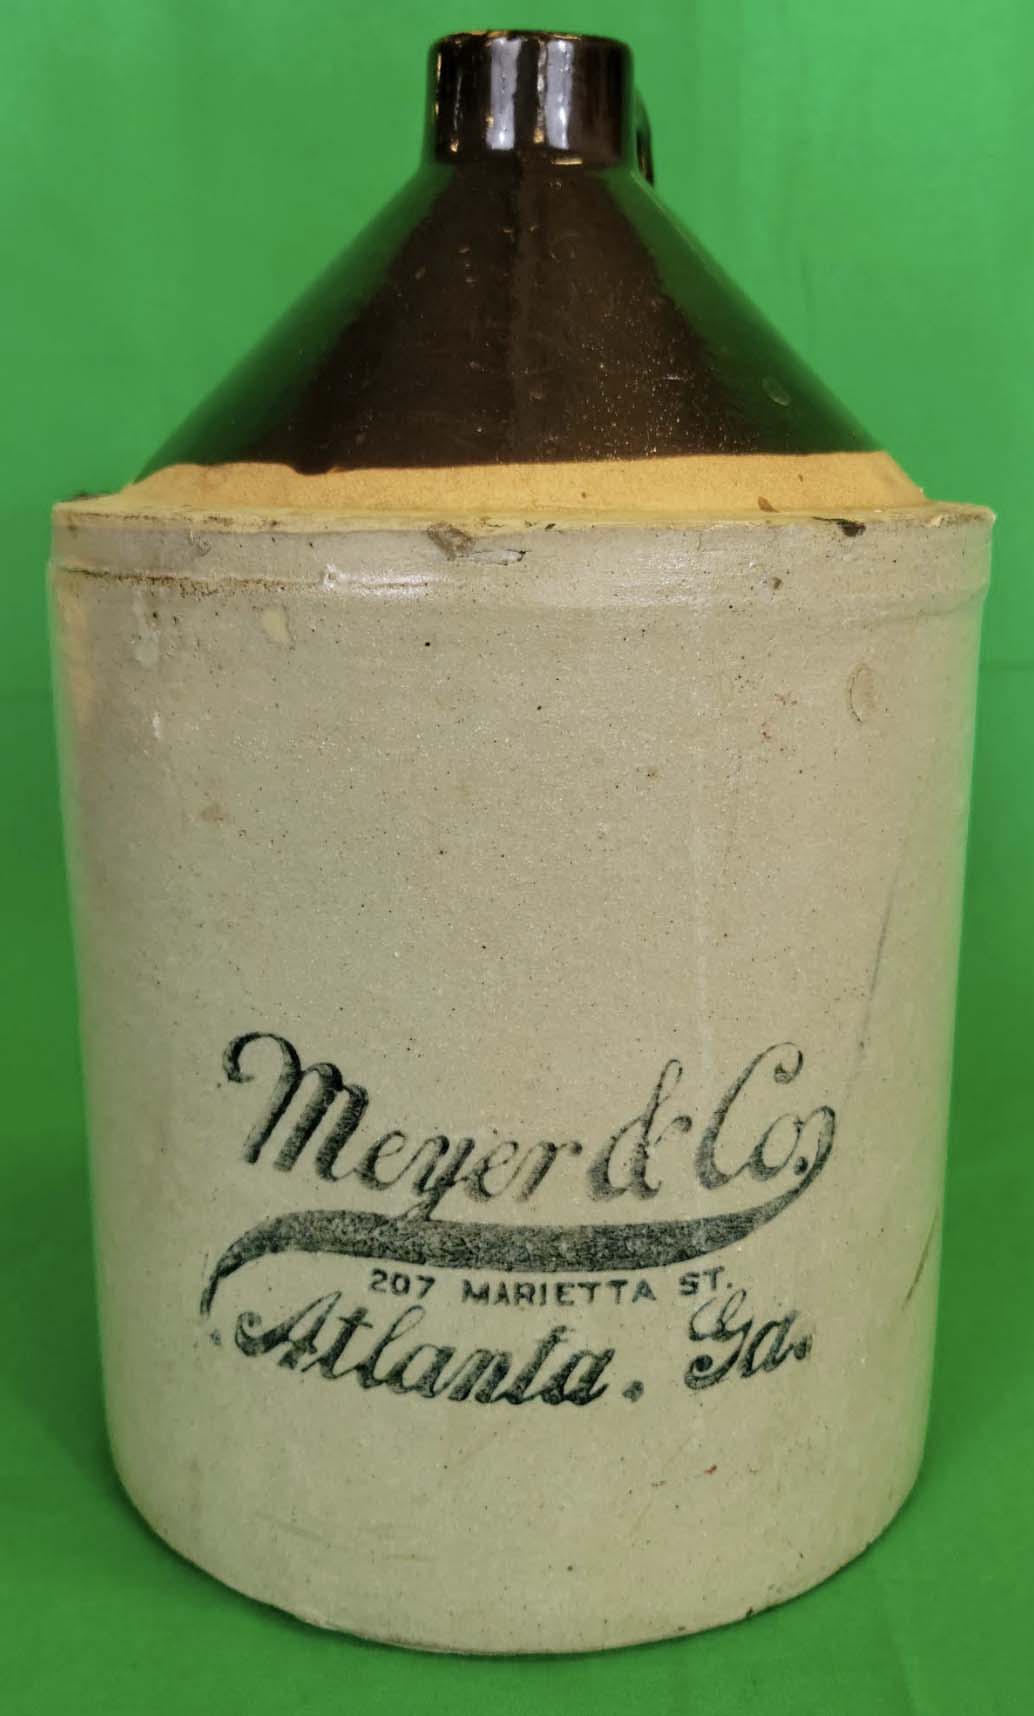 Meyer & Co.
207 MARIETTA ST.
Atlanta. Ga.